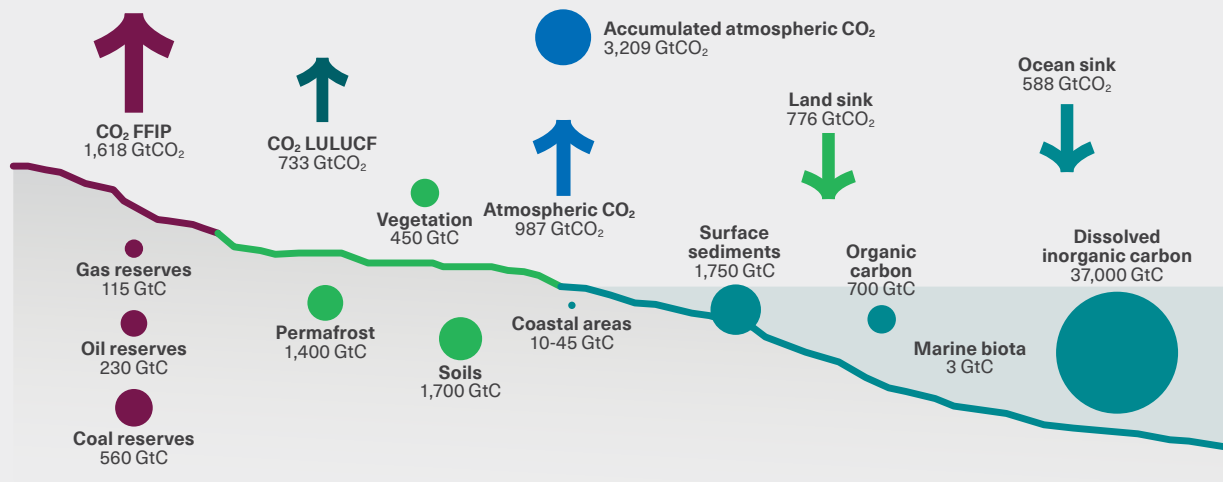 CO₂ FFIP
1,618 GtCO₂
CO₂ LULUCF
733 GtCO₂
Accumulated atmospheric CO₂
3,209 GtCO₂
Atmospheric CO₂
987 GtCO₂
Land sink
776 GtCO₂
Ocean sink
588 GtCO₂
Gas reserves
115 GtC
Oil reserves
230 GtC
Coal reserves
560 GtC
Vegetation
450 GtC
Permafrost
1,400 GtC
Soils
1,700 GtC
Coastal areas
10-45 GtC
Surface
sediments
1,750 GtC
Organic
carbon
700 GtC
Marine biota
3 GtC
Dissolved
inorganic carbon
37,000 GtC